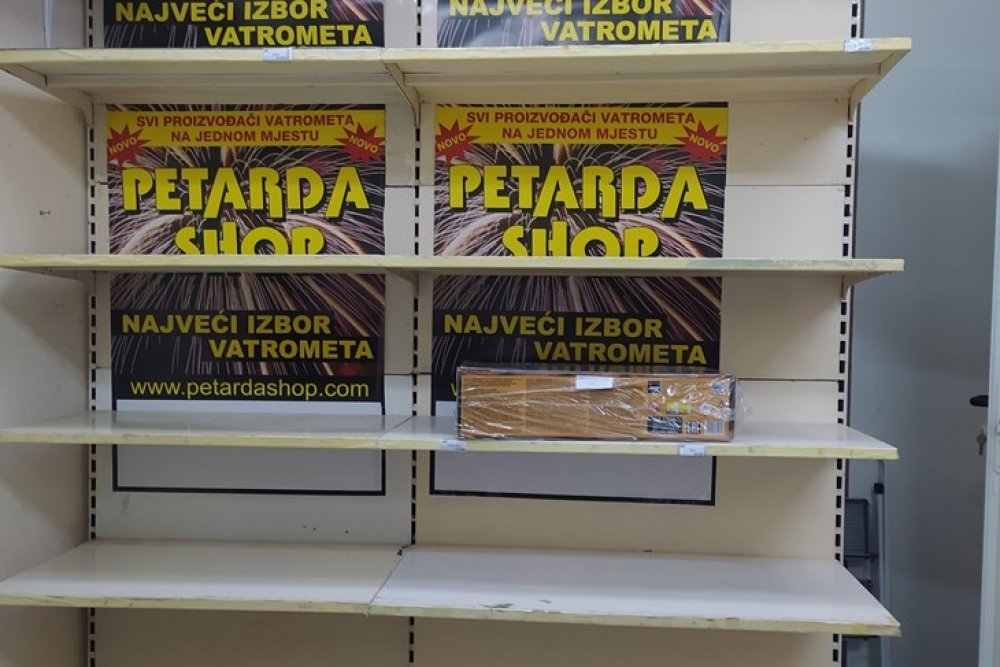 NAJVEĆI IZBOR
VATROMETA
NAJVEĆI IZBOR
VATROMETA
SVI PROIZVOĐAČI VATROMETA
NA JEDNOM MJESTU
NOVO
NOVO
PETARDA
SHOP
NAJVEĆI IZBOR
VATROMETA
www.petardashop.com
SVI PROIZVOĐAČI VATROMETA
NA JEDNOM MJESTU
NOVO
NOVO
PETARDA
SHOP
NAJVEĆI IZBOR
VATROMETA